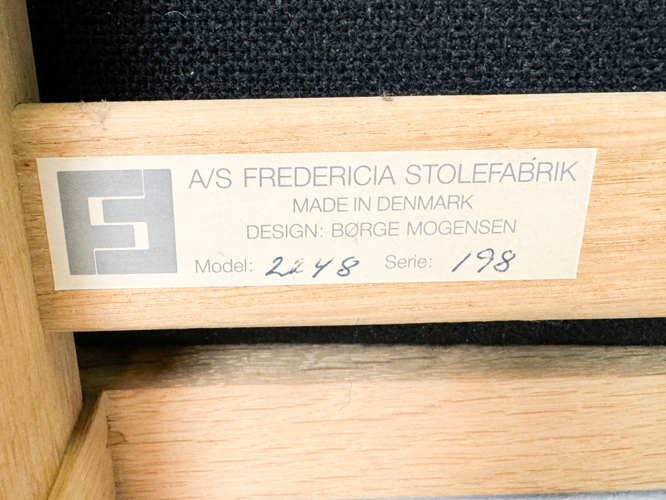 A/S FREDERICIA STOLEFABRIK
MADE IN DENMARK
DESIGN: BØRGE MOGENSEN
Model: 2248 Serie: 198